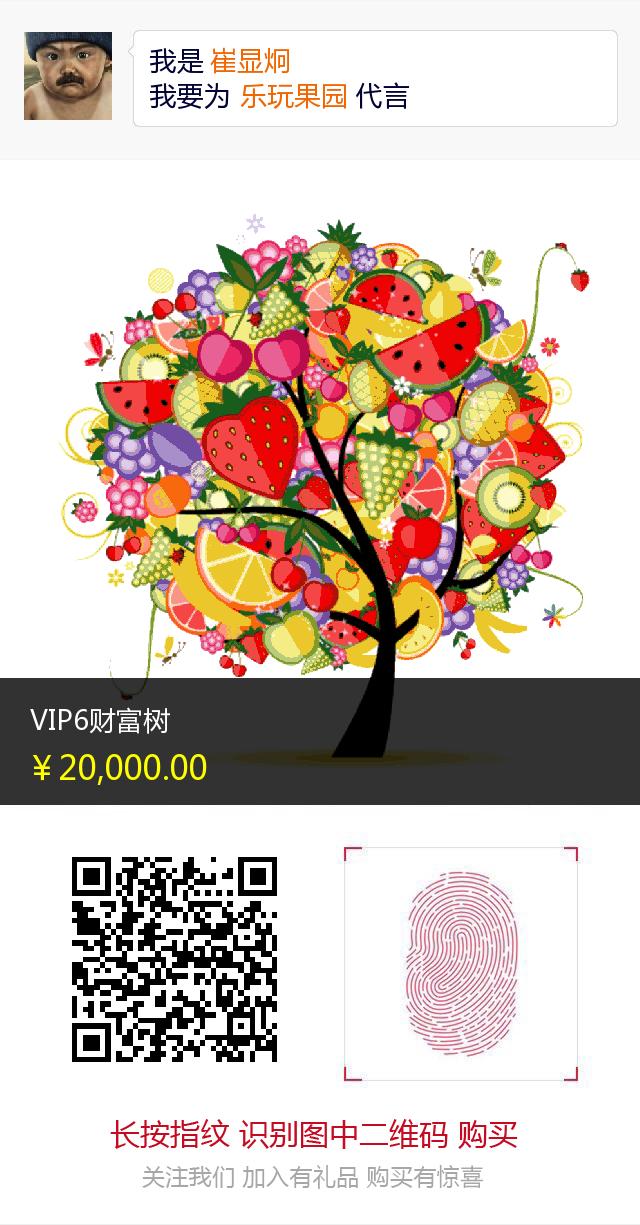 我是 崔显炯
我要为 乐玩果园 代言
VIP6财富树
￥20,000.00
长按指纹 识别图中二维码 购买
关注我们 加入有礼品 购买有惊喜